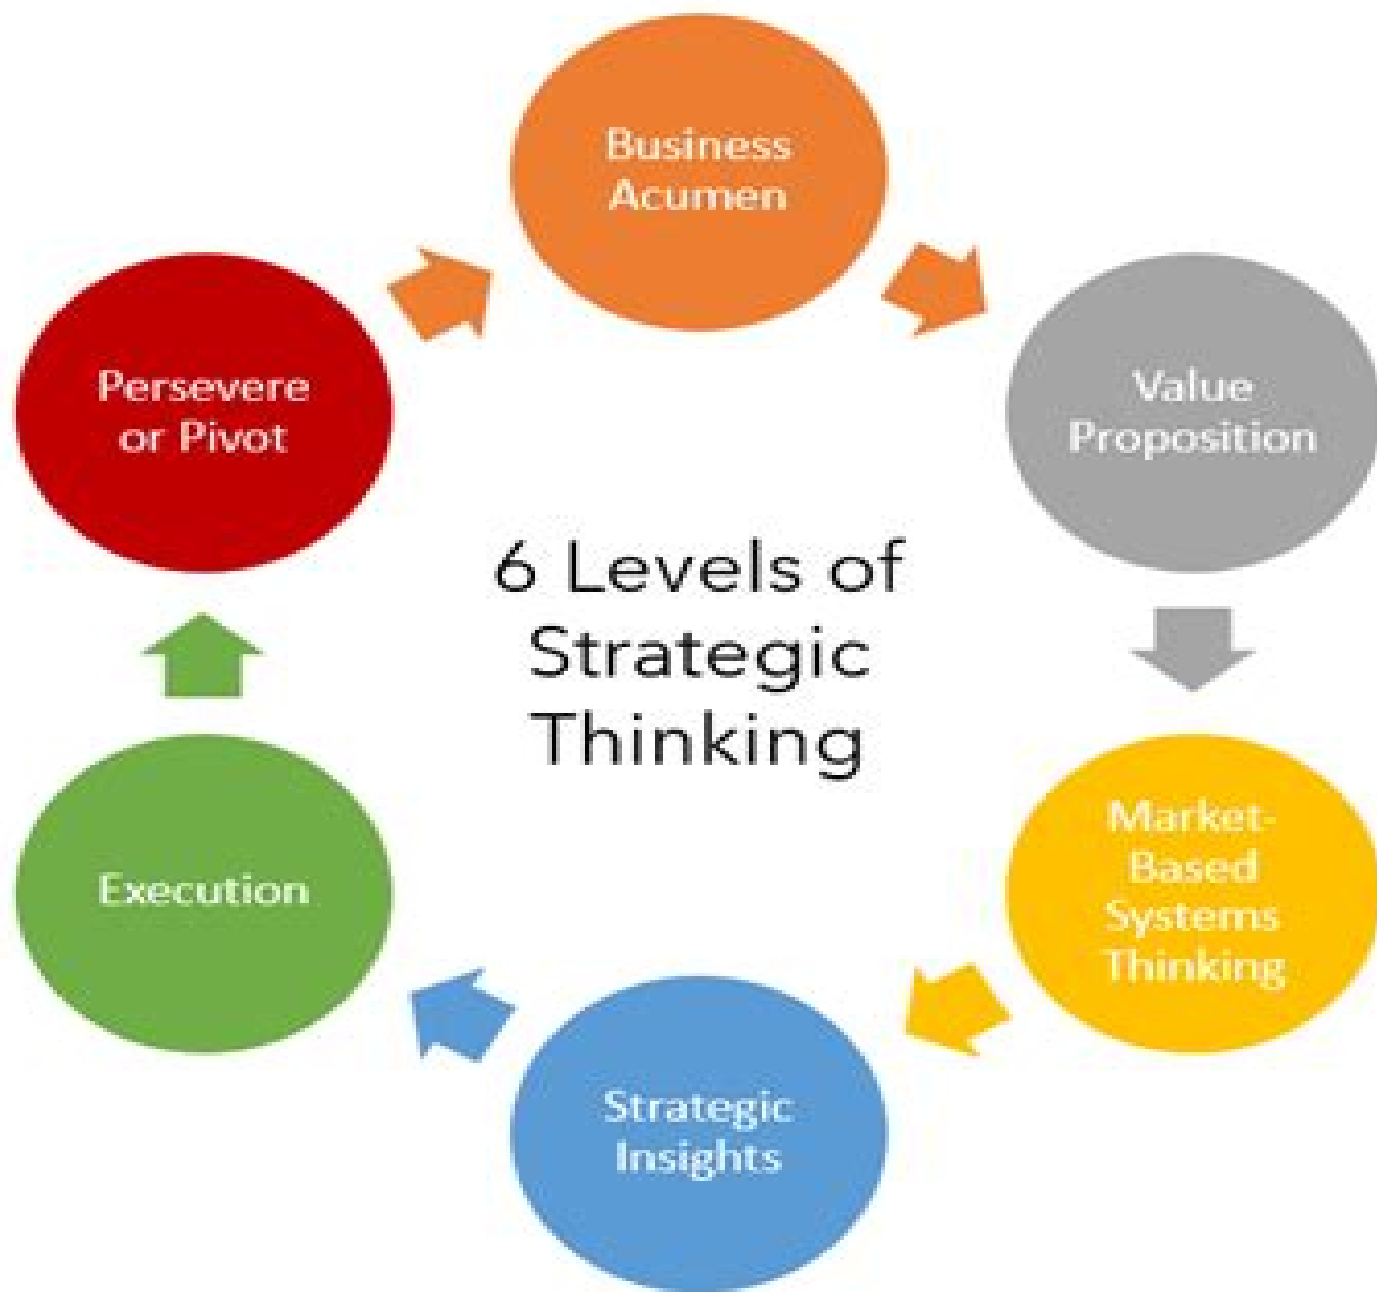 Business
Acumen
Value
Proposition
Market-
Based
Systems
Thinking
Strategic
Insights
Execution
Persevere
or Pivot
6 Levels of
Strategic
Thinking